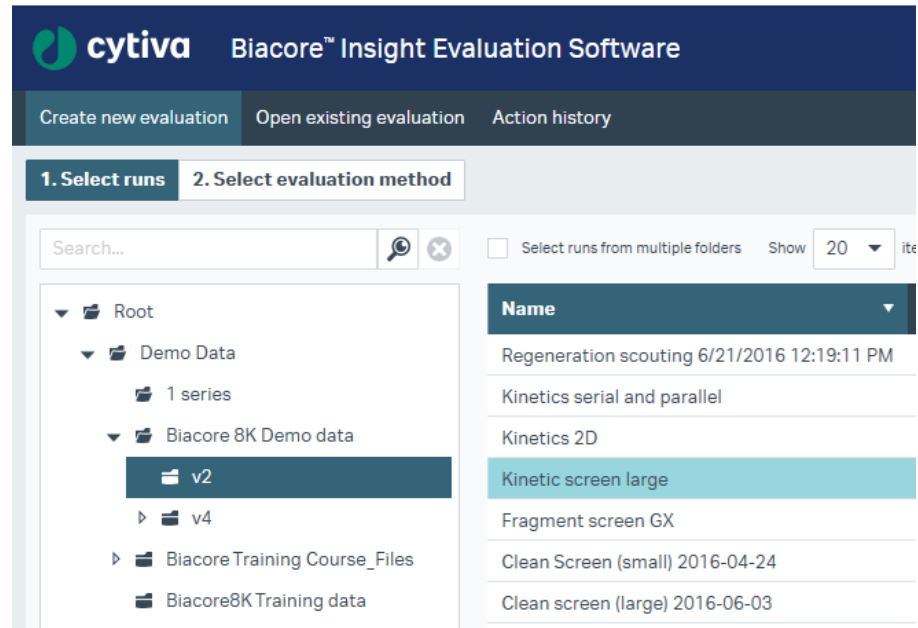 cytiva Biacore™ Insight Evaluation Software
Create new evaluation Open existing evaluation Action history
1. Select runs 2. Select evaluation method
Search...
Select runs from multiple folders Show 20
Root
Demo Data
1 series
Biacore 8K Demo data
v2
v4
Biacore Training Course_Files
Biacore8K Training data
Name
Regeneration scouting 6/21/2016 12:19:11 PM
Kinetics serial and parallel
Kinetics 2D
Kinetic screen large
Fragment screen GX
Clean Screen (small) 2016-04-24
Clean screen (large) 2016-06-03